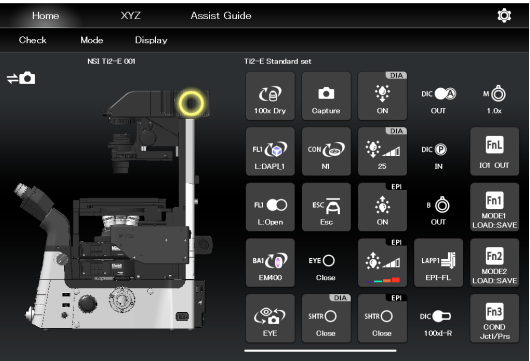 Home XYZ Assist Guide
Check Mode Display
NSI Ti2-E 001
Ti2-E Standard set
100x Dry
Capture
DIA
ON
DIC A
OUT
M
1.0x
FL1
L:DAPI_1
CON
N1
DIA
25
DIC P
IN
FnL
IO1 OUT
FL1
L:Open
ESC
Esc
EPI
ON
B
OUT
Fn1
MODE1
LOAD:SAVE
BA1
EM400
EYE
Close
EPI
LAPP1
EPI-FL
Fn2
MODE2
LOAD:SAVE
EYE
DIA
SHTR
Close
EPI
SHTR
Close
DIC
100xI-R
Fn3
COND
Jctl/Prs